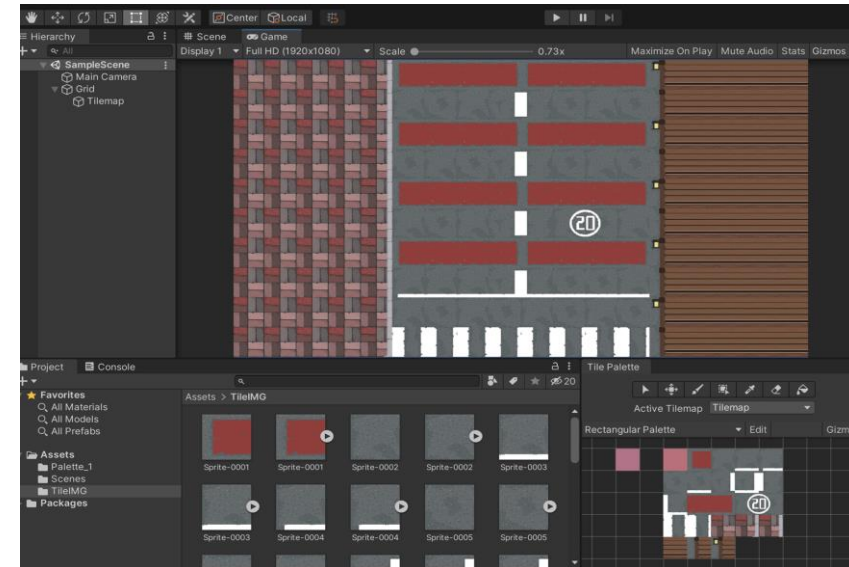 Center Local
Hierarchy
All
SampleScene
Main Camera
Grid
Tilemap
Scene Game
Display 1 Full HD (1920x1080) Scale 0.73x Maximize On Play Mute Audio Stats Gizmos
20
Project Console
20
Favorites
All Materials
All Models
All Prefabs
Assets
Palette_1
Scenes
TileIMG
Packages
Assets > TileIMG
Sprite-0001 Sprite-0001 Sprite-0002 Sprite-0002 Sprite-0003
Sprite-0003 Sprite-0004 Sprite-0004 Sprite-0005 Sprite-0005
Tile Palette
Active Tilemap Tilemap
Rectangular Palette Edit Gizm
20